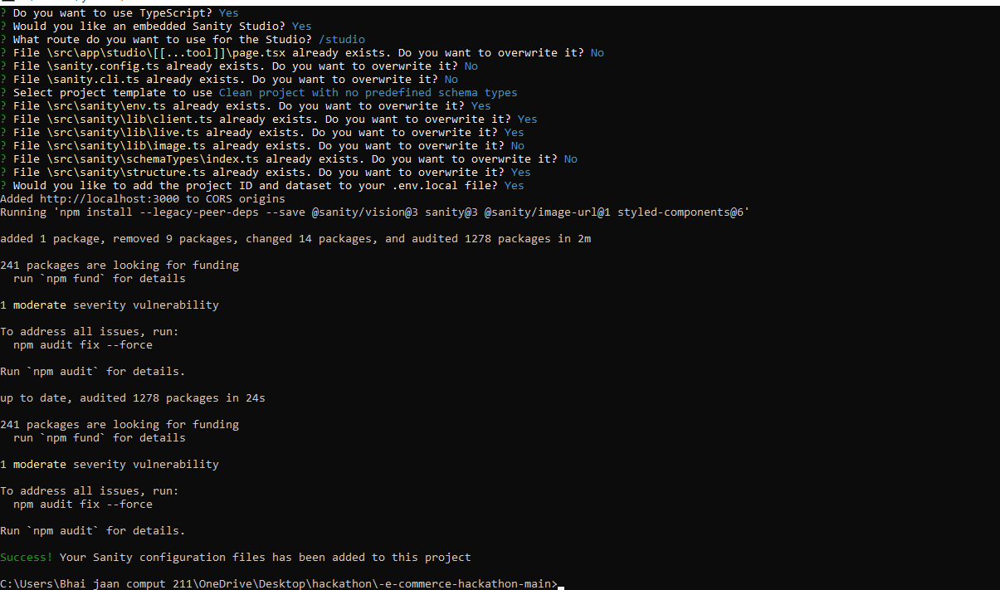 ? Do you want to use TypeScript? Yes
? Would you like an embedded Sanity Studio? Yes
? What route do you want to use for the Studio? /studio
? File \src\app\studio\[[...tool]]\page.tsx already exists. Do you want to overwrite it? No
? File \sanity.config.ts already exists. Do you want to overwrite it? No
? File \sanity.cli.ts already exists. Do you want to overwrite it? No
? Select project template to use Clean project with no predefined schema types
? File \src\sanity\env.ts already exists. Do you want to overwrite it? Yes
? File \src\sanity\lib\client.ts already exists. Do you want to overwrite it? Yes
? File \src\sanity\lib\live.ts already exists. Do you want to overwrite it? Yes
? File \src\sanity\lib\image.ts already exists. Do you want to overwrite it? No
? File \src\sanity\schemaTypes\index.ts already exists. Do you want to overwrite it? No
? File \src\sanity\structure.ts already exists. Do you want to overwrite it? Yes
? Would you like to add the project ID and dataset to your .env.local file? Yes
Added http://localhost:3000 to CORS origins
Running 'npm install --legacy-peer-deps --save @sanity/vision@3 sanity@3 @sanity/image-url@1 styled-components@6'
added 1 package, removed 9 packages, changed 14 packages, and audited 1278 packages in 2m
241 packages are looking for funding
  run `npm fund` for details
1 moderate severity vulnerability
To address all issues, run:
  npm audit fix --force
Run `npm audit` for details.
up to date, audited 1278 packages in 24s
241 packages are looking for funding
  run `npm fund` for details
1 moderate severity vulnerability
To address all issues, run:
  npm audit fix --force
Run `npm audit` for details.
Success! Your Sanity configuration files has been added to this project
C:\Users\Bhai jaan comput 211\OneDrive\Desktop\hackathon\-e-commerce-hackathon-main>